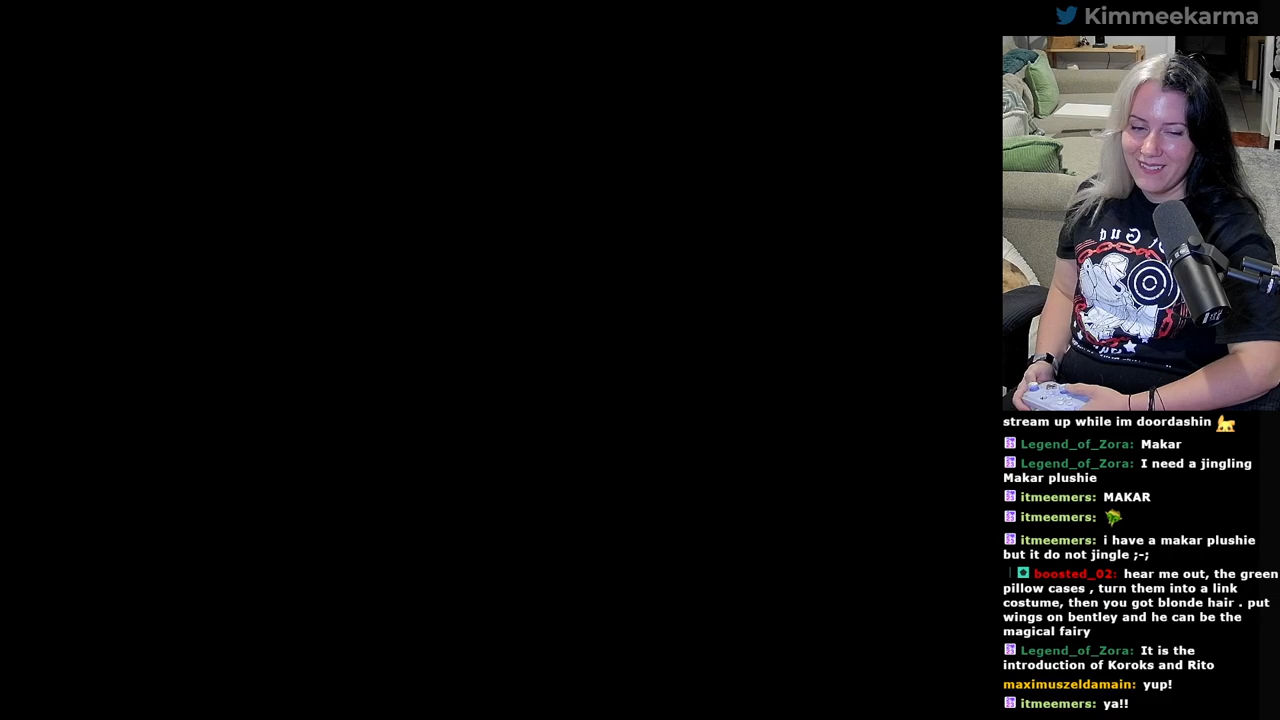 Kimmeekarma
stream up while im doordashin
Legend_of_Zora: Makar
Legend_of_Zora: I need a jingling
Makar plushie
itmeemers: MAKAR
itmeemers:
itmeemers: i have a makar plushie
but it do not jingle ;-;
boosted_02: hear me out, the green
pillow cases , turn them into a link
costume, then you got blonde hair . put
wings on bentley and he can be the
magical fairy
Legend_of_Zora: It is the
introduction of Koroks and Rito
maximuszeldamain: yup!
itmeemers: ya!!